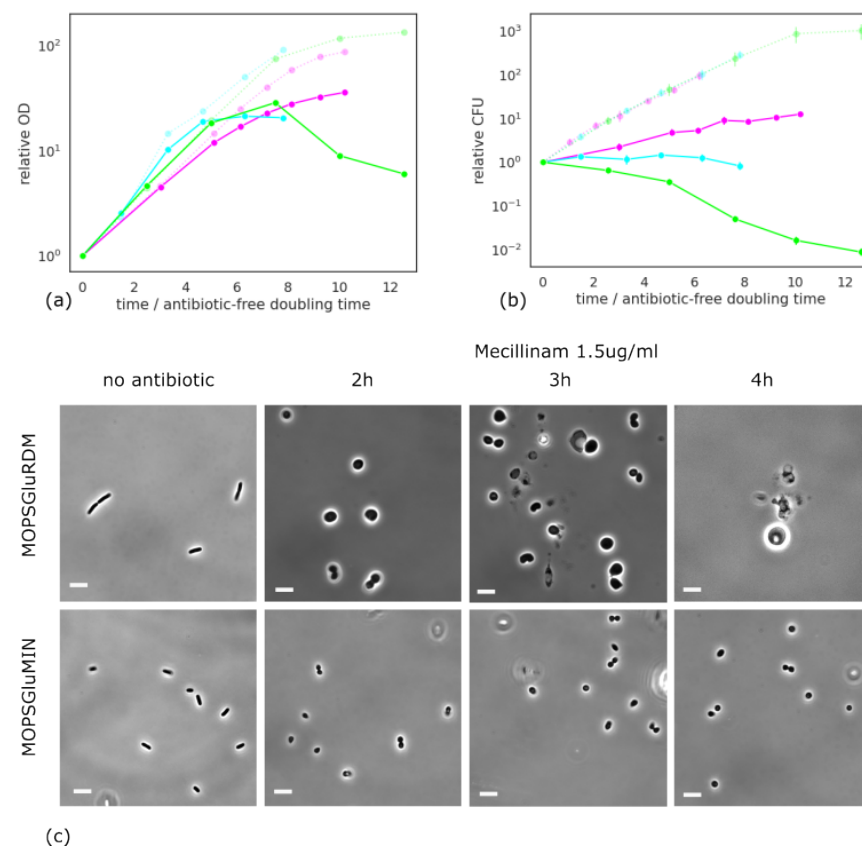 10² 10³
10²
10¹
10¹ 10⁰
10⁻¹
10⁰ 10⁻²
relative OD
relative CFU
0 2 4 6 8 10 12
0 2 4 6 8 10 12
time / antibiotic-free doubling time
time / antibiotic-free doubling time
(a)
(b)
Mecillinam 1.5ug/ml
no antibiotic 2h 3h 4h
MOPSGluRDM
MOPSGluMIN
(c)